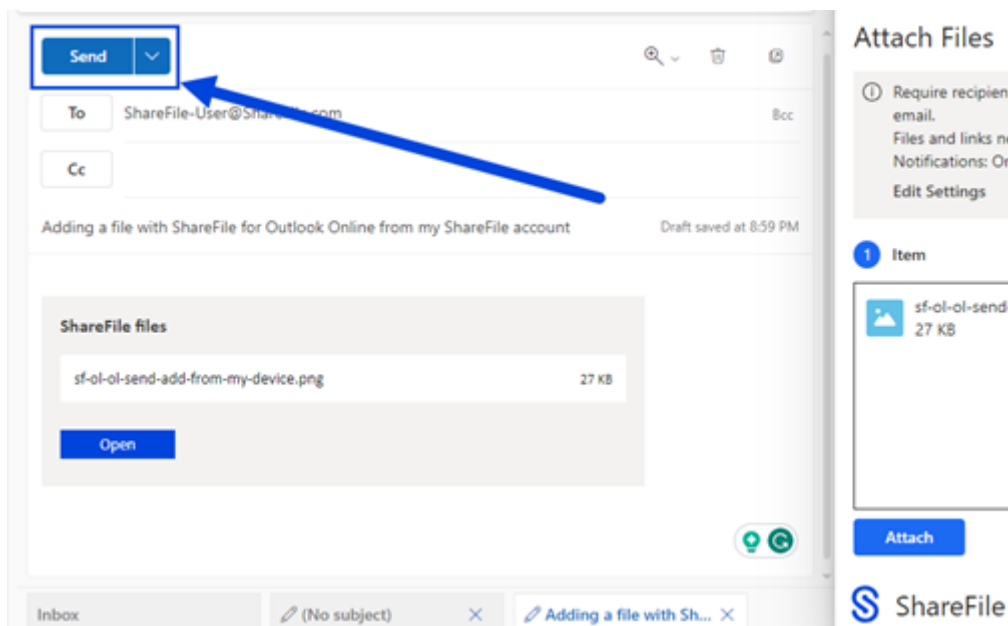 Send
To
ShareFile-User@Sha
.com
Bcc
Cc
Adding a file with ShareFile for Outlook Online from my ShareFile account
Draft saved at 8:59 PM
ShareFile files
sf-ol-ol-send-add-from-my-device.png
27 KB
Open
Inbox
(No subject)
Adding a file with Sh...
Attach Files
Require recipien
email.
Files and links n
Notifications: O
Edit Settings
1 Item
sf-ol-ol-send-
27 KB
Attach
ShareFile